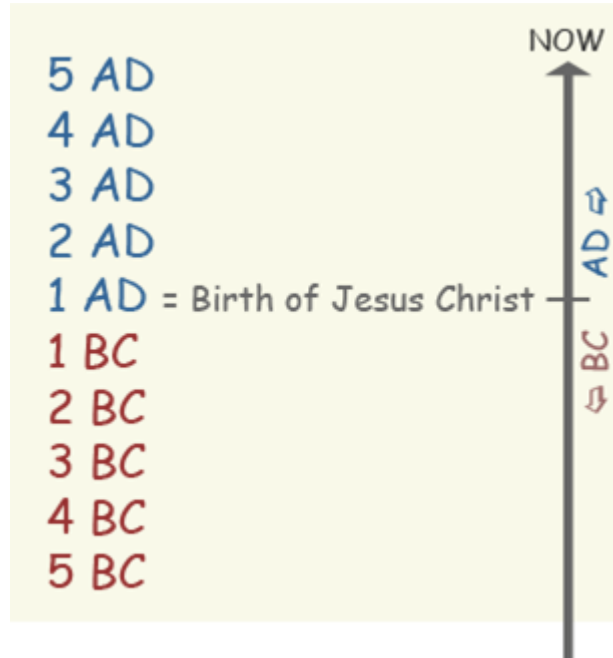 NOW
5 AD
4 AD
3 AD
2 AD
1 AD = Birth of Jesus Christ
1 BC
2 BC
3 BC
4 BC
5 BC
AD ⇨
⇦ BC